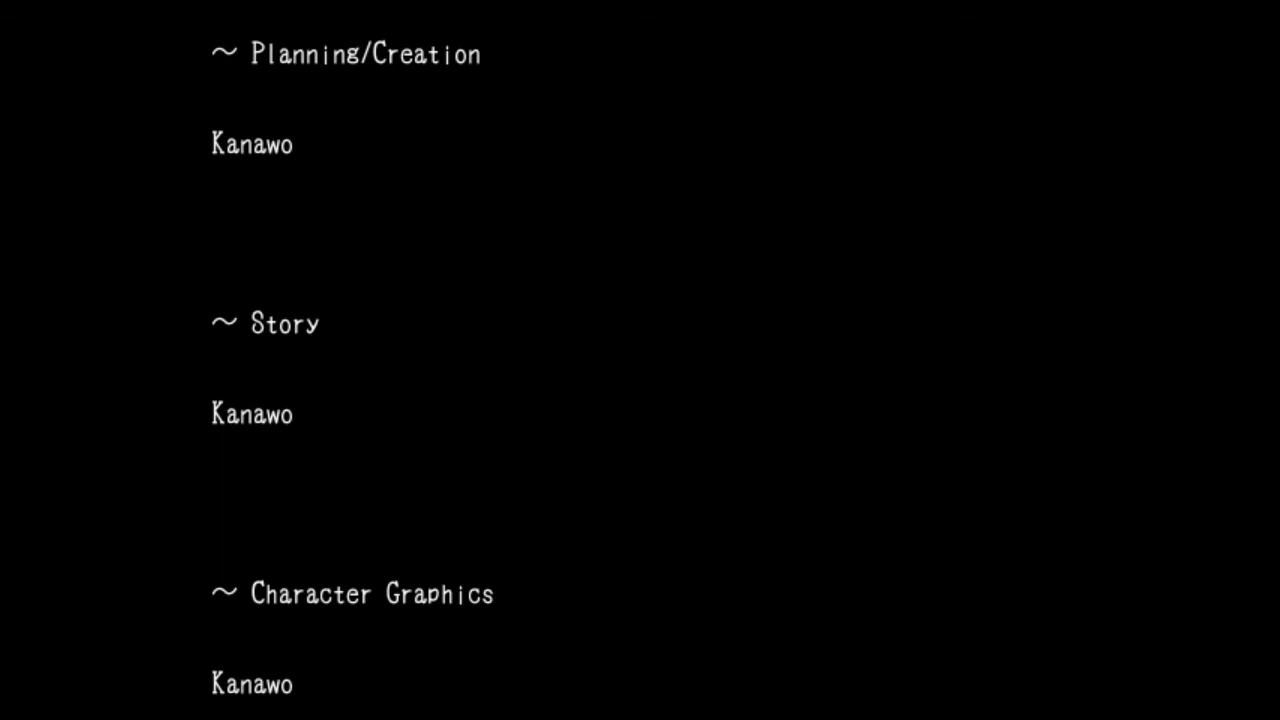 ～ Planning/Creation
Kanawo
～ Story
Kanawo
～ Character Graphics
Kanawo